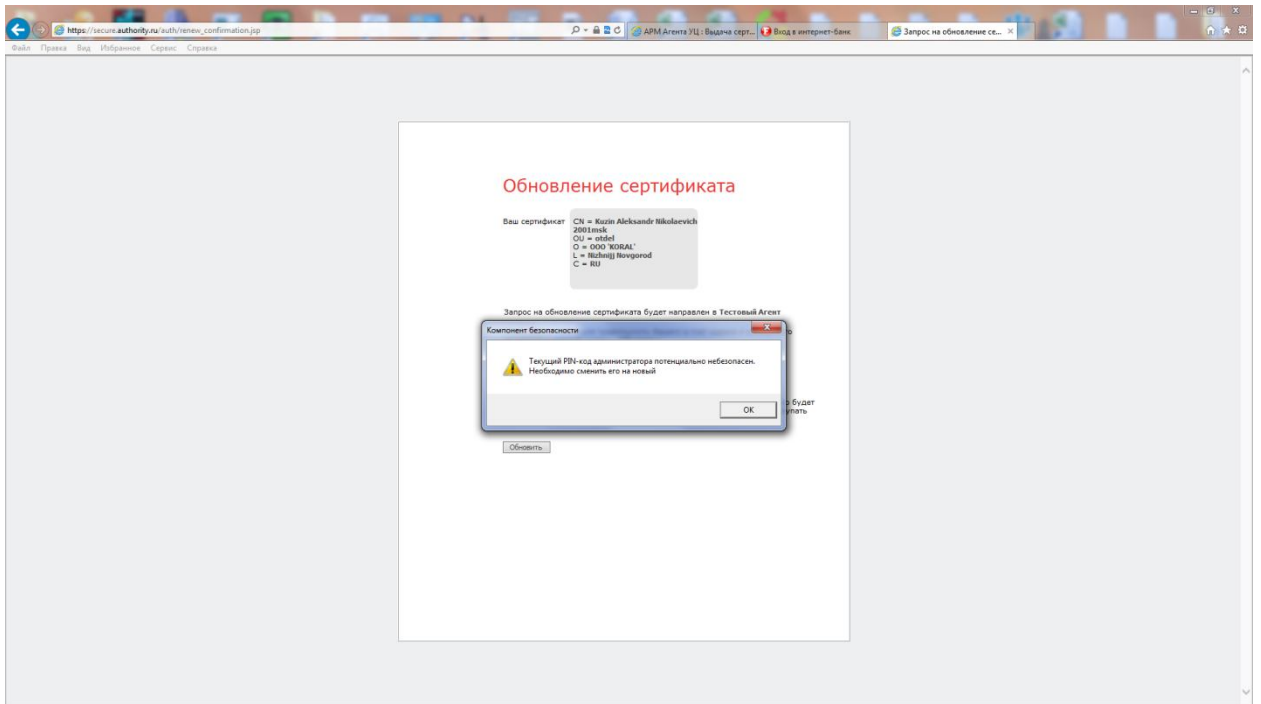 https://secure.authority.ru/auth/renew_confirmation.jsp
АРМ Агента УЦ : Выдача серт...
Вход в интернет-банк
Запрос на обновление се...
Файл Правка Вид Избранное Сервис Справка
Обновление сертификата
Ваш сертификат CN = Kuzin Aleksandr Nikolaevich
2001msk
OU = otdel
O = OOO 'KORAL'
L = Nizhnijj Novgorod
C = RU
Запрос на обновление сертификата будет направлен в Тестовый Агент
Компонент безопасности
Текущий PIN-код администратора потенциально небезопасен.
Необходимо сменить его на новый
OK
будет
упать
Обновить